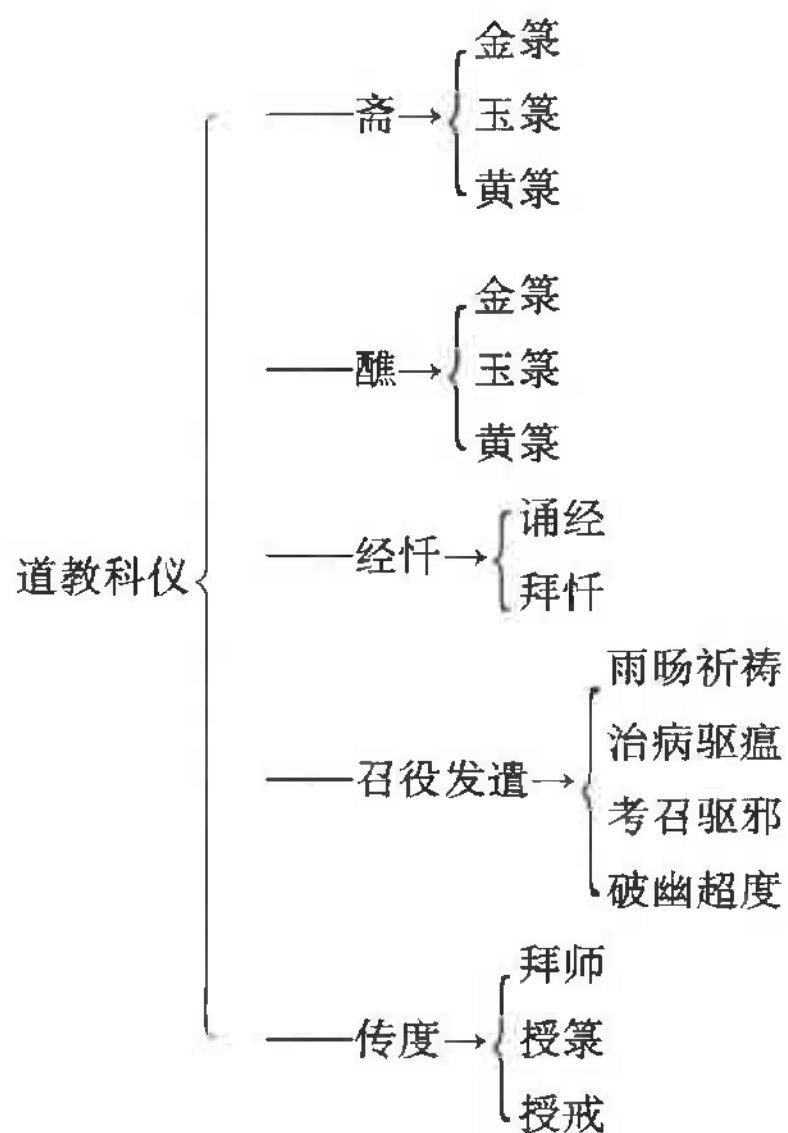 道教科仪
斋
金箓
玉箓
黄箓
醮
金箓
玉箓
黄箓
经忏
诵经
拜忏
召役发遣
雨旸祈祷
治病驱瘟
考召驱邪
破幽超度
传度
拜师
授箓
授戒